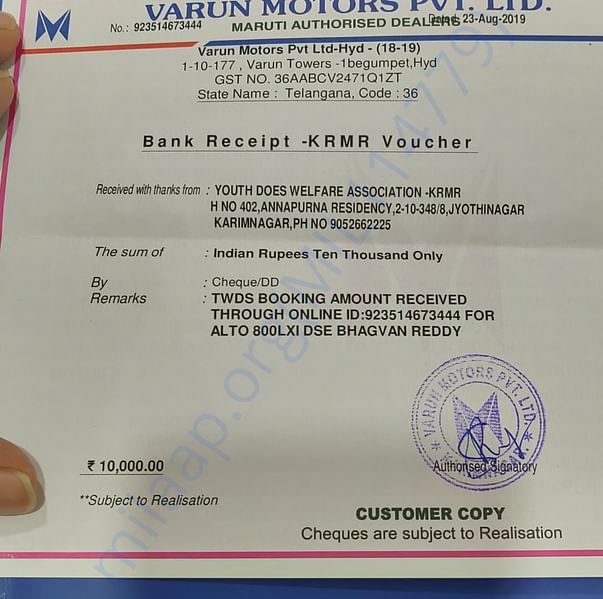 VARUN MOTORS PVT. LTD.
MARUTI AUTHORISED DEALERS
No.: 923514673444
Dated: 23-Aug-2019
Varun Motors Pvt Ltd-Hyd - (18-19)
1-10-177 , Varun Towers -1begumpet,Hyd
GST NO. 36AABCV2471Q1ZT
State Name : Telangana, Code : 36
Bank Receipt -KRMR Voucher
Received with thanks from : YOUTH DOES WELFARE ASSOCIATION -KRMR
H NO 402,ANNAPURNA RESIDENCY,2-10-348/8,JYOTHINAGAR
KARIMNAGAR,PH NO 9052662225
The sum of : Indian Rupees Ten Thousand Only
By : Cheque/DD
Remarks : TWDS BOOKING AMOUNT RECEIVED
THROUGH ONLINE ID:923514673444 FOR
ALTO 800LXI DSE BHAGVAN REDDY
VARUN MOTORS PVT. LTD.
Authorised Signatory
₹ 10,000.00
**Subject to Realisation
CUSTOMER COPY
Cheques are subject to Realisation